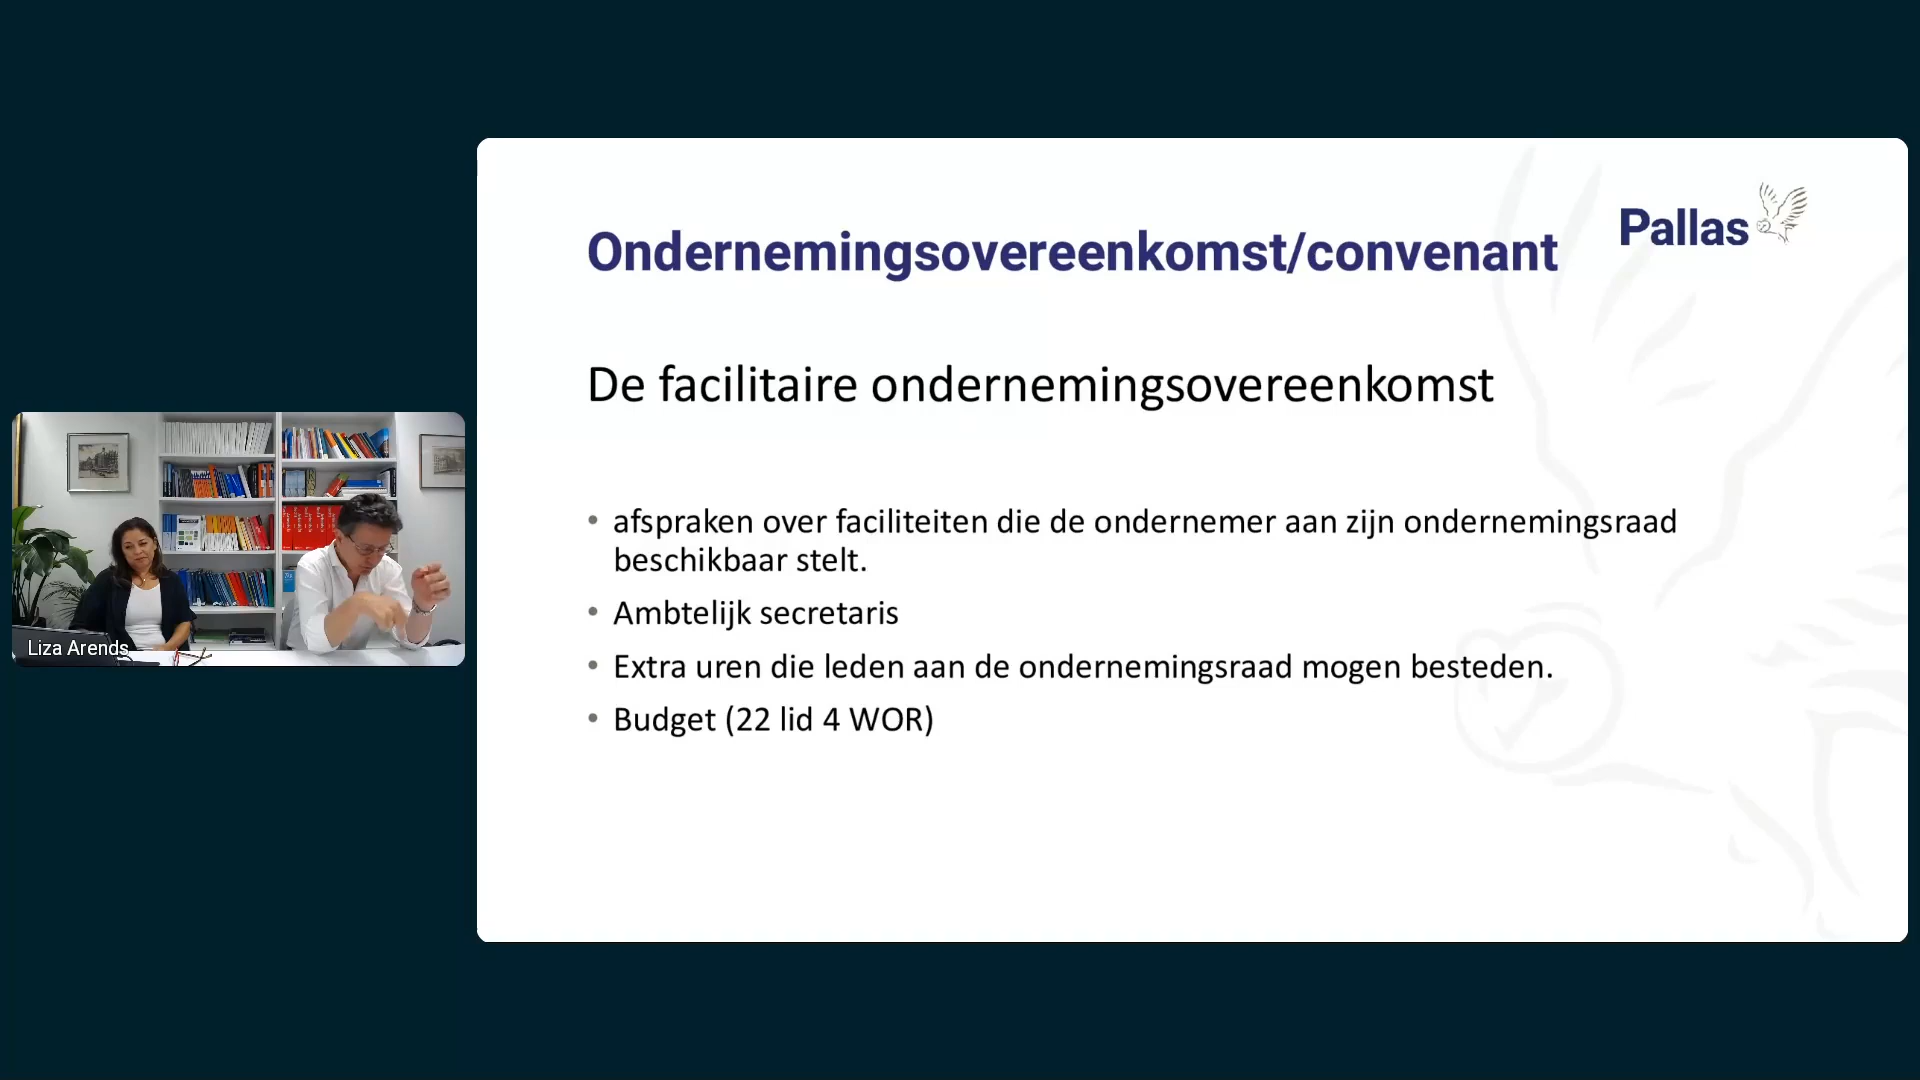 Pallas
Ondernemingsovereenkomst/convenant
De facilitaire ondernemingsovereenkomst
• afspraken over faciliteiten die de ondernemer aan zijn ondernemingsraad
beschikbaar stelt.
• Ambtelijk secretaris
• Extra uren die leden aan de ondernemingsraad mogen besteden.
• Budget (22 lid 4 WOR)
Liza Arends